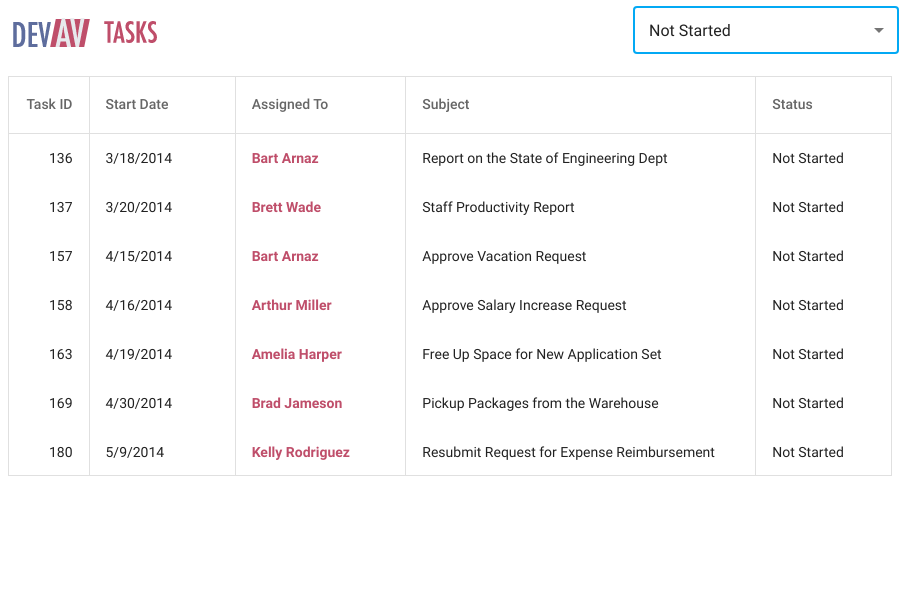 DEVAV TASKS
Not Started
Task ID Start Date Assigned To Subject Status
136 3/18/2014 Bart Arnaz Report on the State of Engineering Dept Not Started
137 3/20/2014 Brett Wade Staff Productivity Report Not Started
157 4/15/2014 Bart Arnaz Approve Vacation Request Not Started
158 4/16/2014 Arthur Miller Approve Salary Increase Request Not Started
163 4/19/2014 Amelia Harper Free Up Space for New Application Set Not Started
169 4/30/2014 Brad Jameson Pickup Packages from the Warehouse Not Started
180 5/9/2014 Kelly Rodriguez Resubmit Request for Expense Reimbursement Not Started